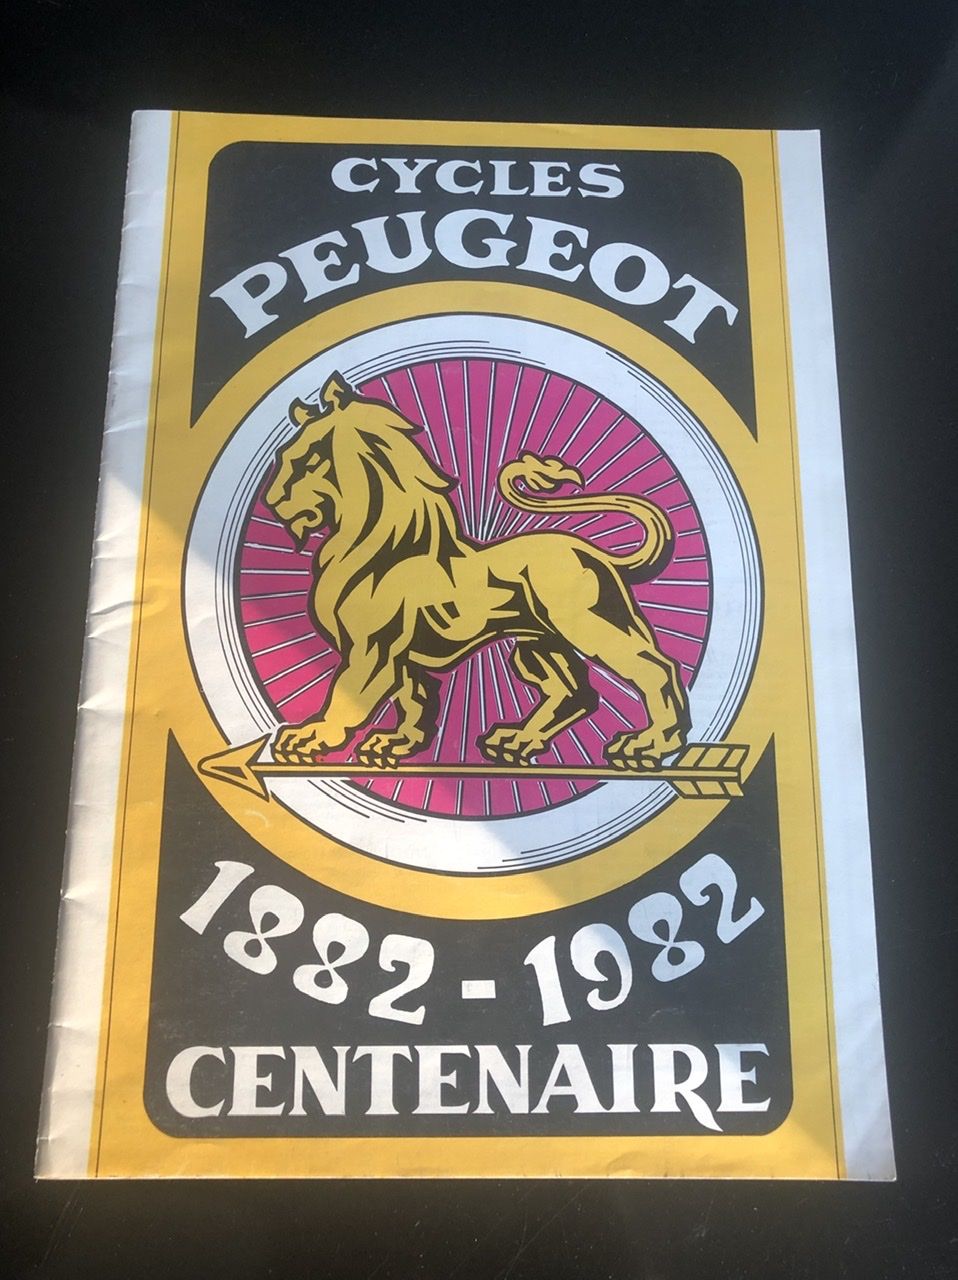 CYCLES
PEUGEOT
1882 - 1982
CENTENAIRE